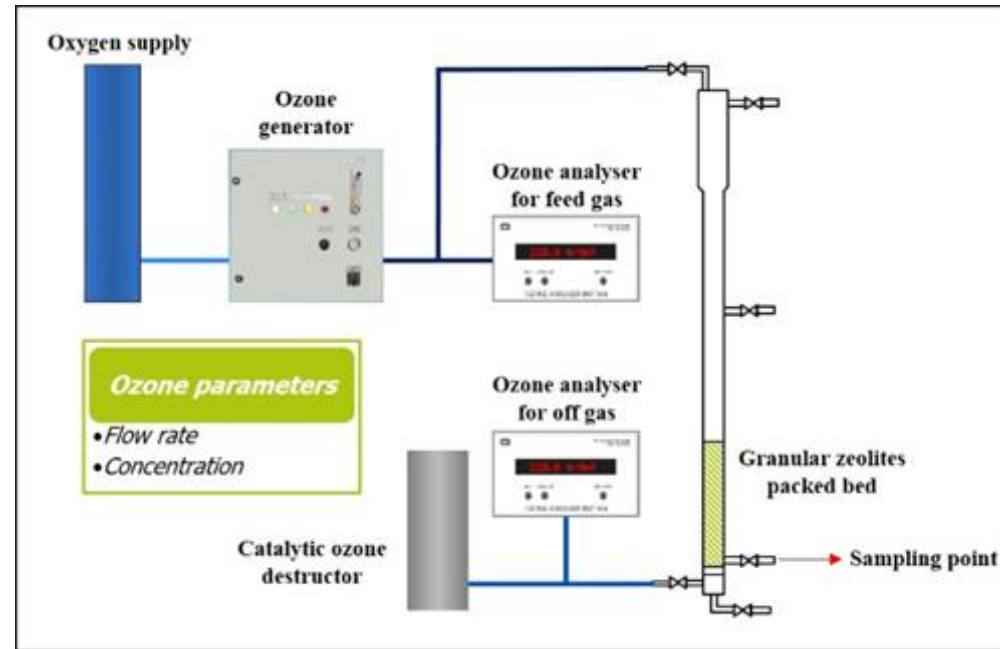 Oxygen supply
Ozone
generator
Ozone analyser
for feed gas
Ozone parameters
•Flow rate
•Concentration
Ozone analyser
for off gas
Granular zeolites
packed bed
Catalytic ozone
destructor
Sampling point